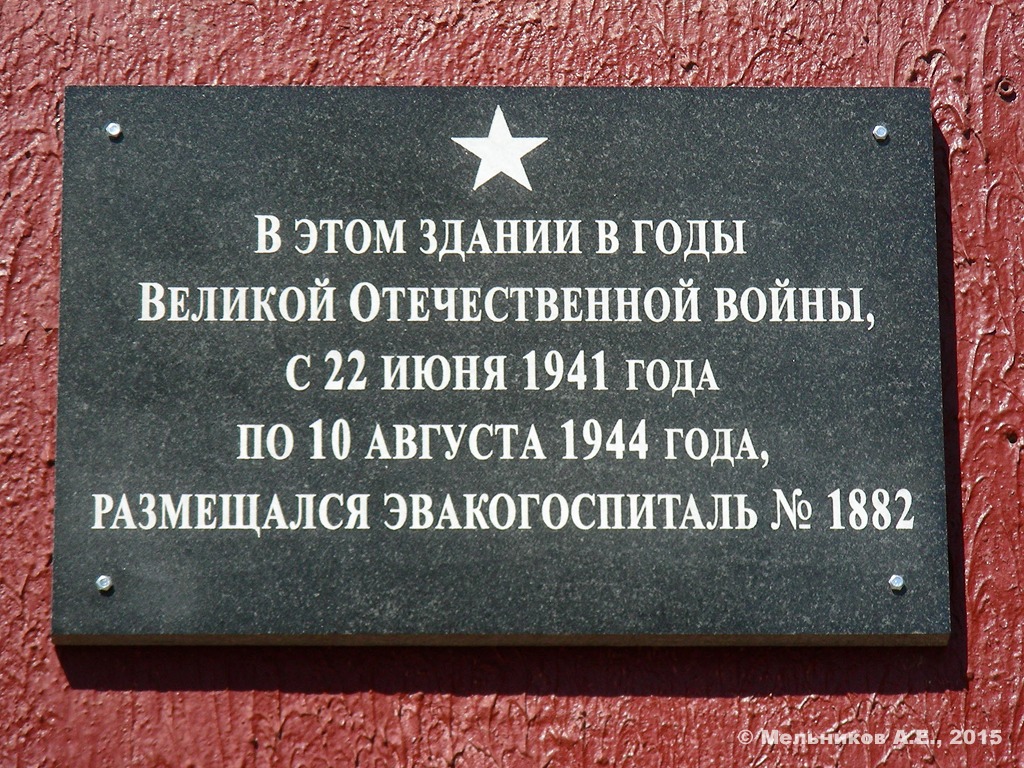 В ЭТОМ ЗДАНИИ В ГОДЫ
ВЕЛИКОЙ ОТЕЧЕСТВЕННОЙ ВОЙНЫ,
С 22 ИЮНЯ 1941 ГОДА
ПО 10 АВГУСТА 1944 ГОДА,
РАЗМЕЩАЛСЯ ЭВАКОГОСПИТАЛЬ № 1882
© Мельников А.Е., 2015